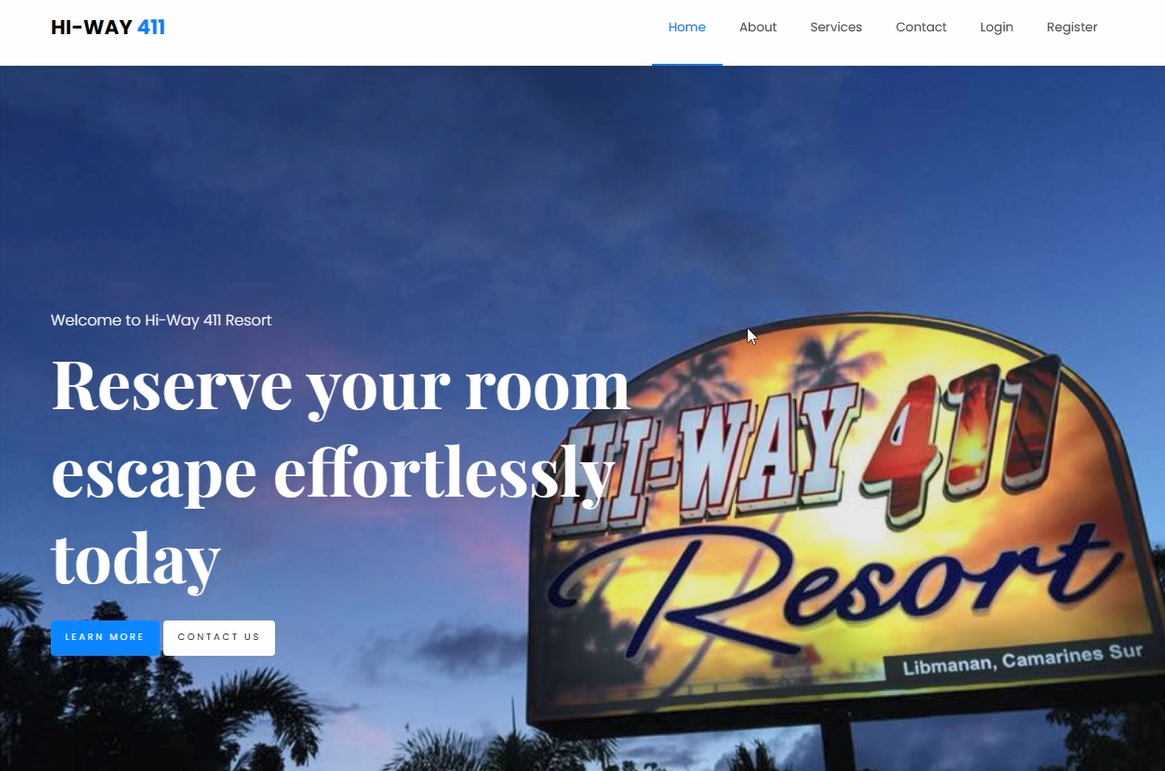 HI-WAY 411
Home About Services Contact Login Register
Welcome to Hi-Way 411 Resort
Reserve your room
escape effortlessly
today
LEARN MORE CONTACT US
HI-WAY 411
Resort
Libmanan, Camarines Sur